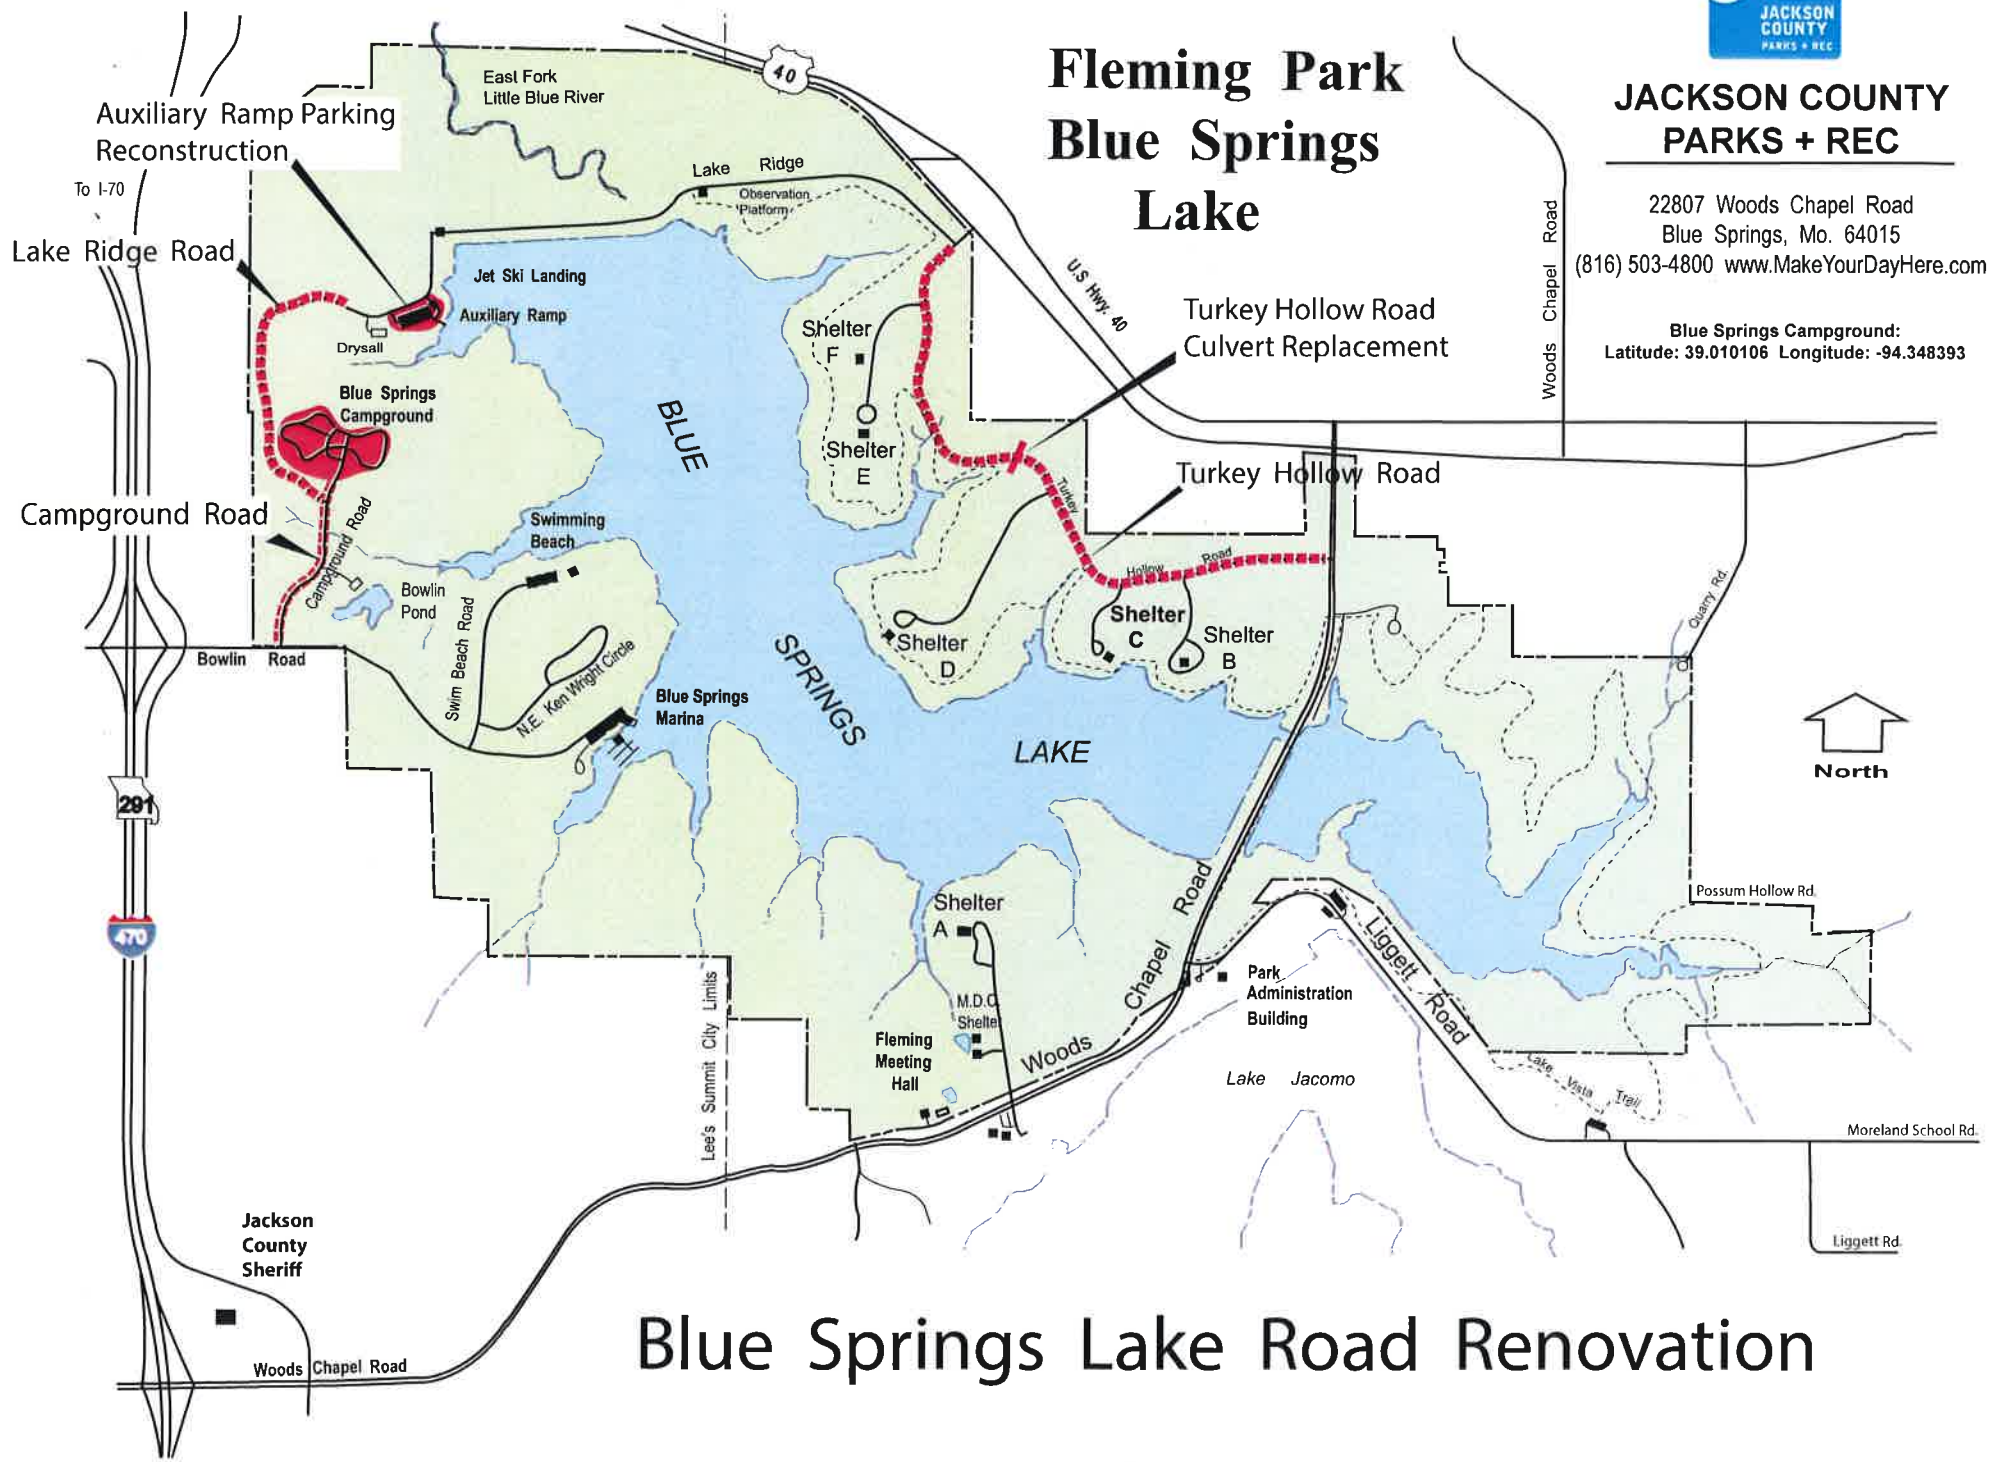 JACKSON
COUNTY
PARKS + REC
JACKSON COUNTY
PARKS + REC
22807 Woods Chapel Road
Blue Springs, Mo. 64015
(816) 503-4800 www.MakeYourDayHere.com
Blue Springs Campground:
Latitude: 39.010106 Longitude: -94.348393
Fleming Park
Blue Springs
Lake
40
East Fork
Little Blue River
Auxiliary Ramp Parking
Reconstruction
To I-70
Lake Ridge Road
Lake Ridge
Observation
Platform
Jet Ski Landing
Auxiliary Ramp
Drysall
U.S Hwy. 40
Woods Chapel Road
Turkey Hollow Road
Culvert Replacement
Shelter
F
Shelter
E
Blue Springs
Campground
BLUE
SPRINGS
LAKE
Turkey Hollow Road
Turkey
Hollow
Road
Campground Road
Campground Road
Swimming
Beach
Bowlin
Pond
Swim Beach Road
N.E. Ken Wright Circle
Bowlin Road
Blue Springs
Marina
Shelter
D
Shelter
C
Shelter
B
Quarry Rd.
North
291
470
Possum Hollow Rd.
Shelter
A
M.D.C
Shelter
Fleming
Meeting
Hall
Woods Chapel Road
Park
Administration
Building
Liggett Road
Lake Jacomo
Lake Vista Trail
Moreland School Rd.
Liggett Rd.
Lee's Summit City Limits
Jackson
County
Sheriff
Woods Chapel Road
Blue Springs Lake Road Renovation